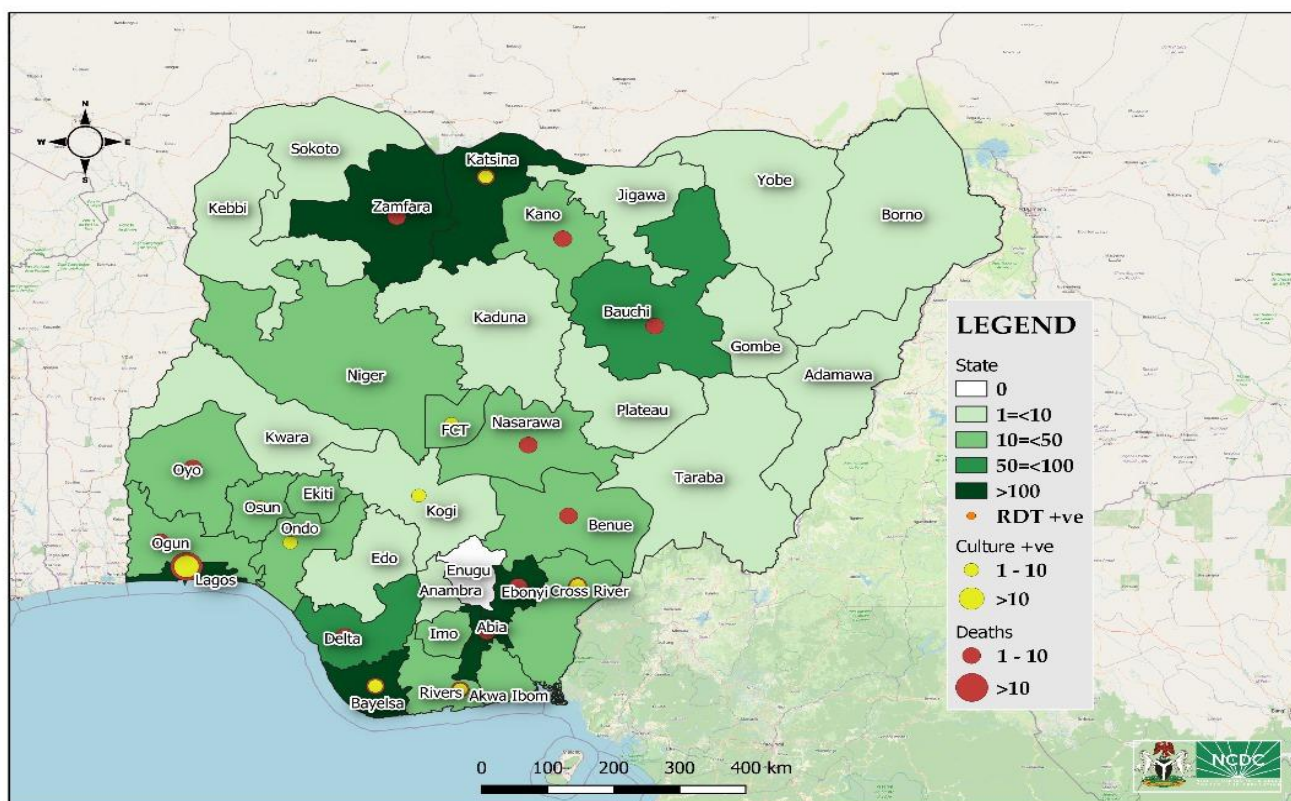 N
W E
S
Sokoto
Katsina
Kebbi
Zamfara
Kano
Jigawa
Yobe
Borno
Kaduna
Bauchi
Gombe
Adamawa
Niger
FCT
Nasarawa
Plateau
Kwara
Taraba
Oyo
Osun
Ekiti
Kogi
Benue
Ogun
Ondo
Edo
Enugu
Lagos
Anambra
Ebonyi
Cross River
Delta
Imo
Abia
Bayelsa
Rivers
Akwa Ibom
LEGEND
State
0
1=<10
10=<50
50=<100
>100
RDT +ve
Culture +ve
1 - 10
>10
Deaths
1 - 10
>10
0 100 200 300 400 km
NCDC